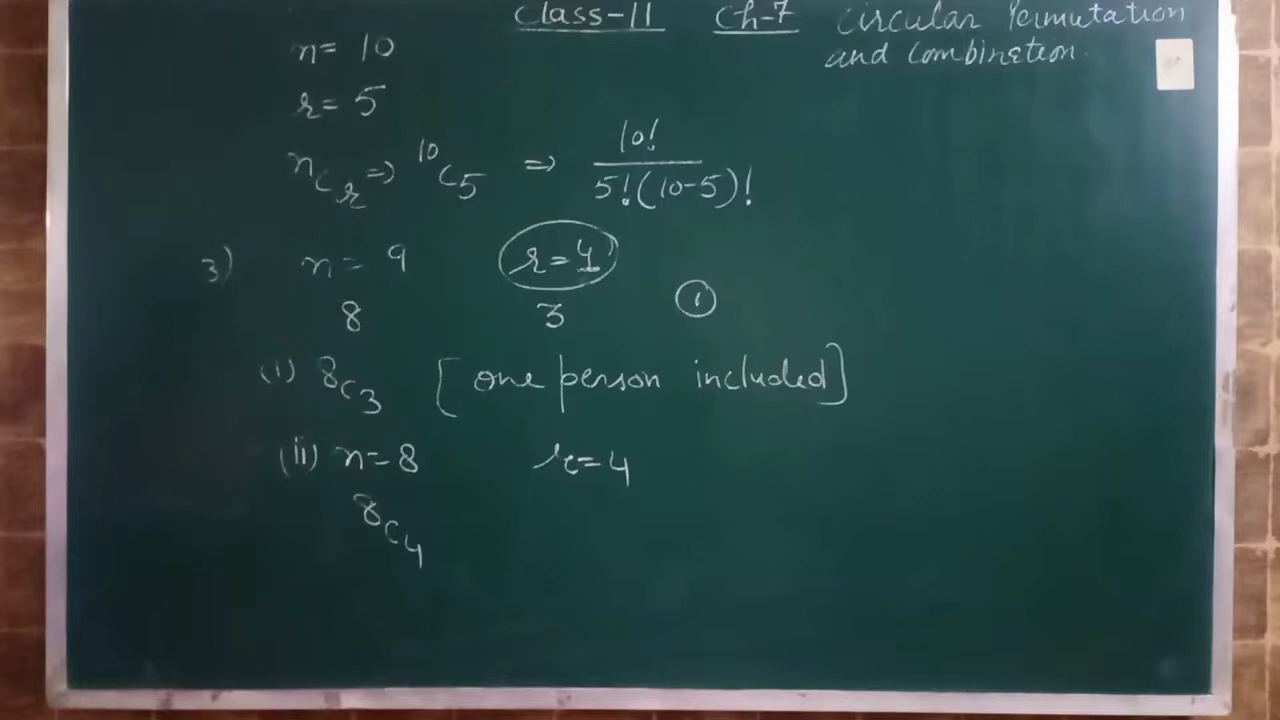 Class-11 Ch-7 Circular Permutation
and Combinetion.
n= 10
r= 5
nCr ⇒ 10C5 ⇒ 10! / 5!(10-5)!
3) n = 9 r=4
8 3 1
(i) 8C3 [one person included]
(ii) n=8 r=4
8C4